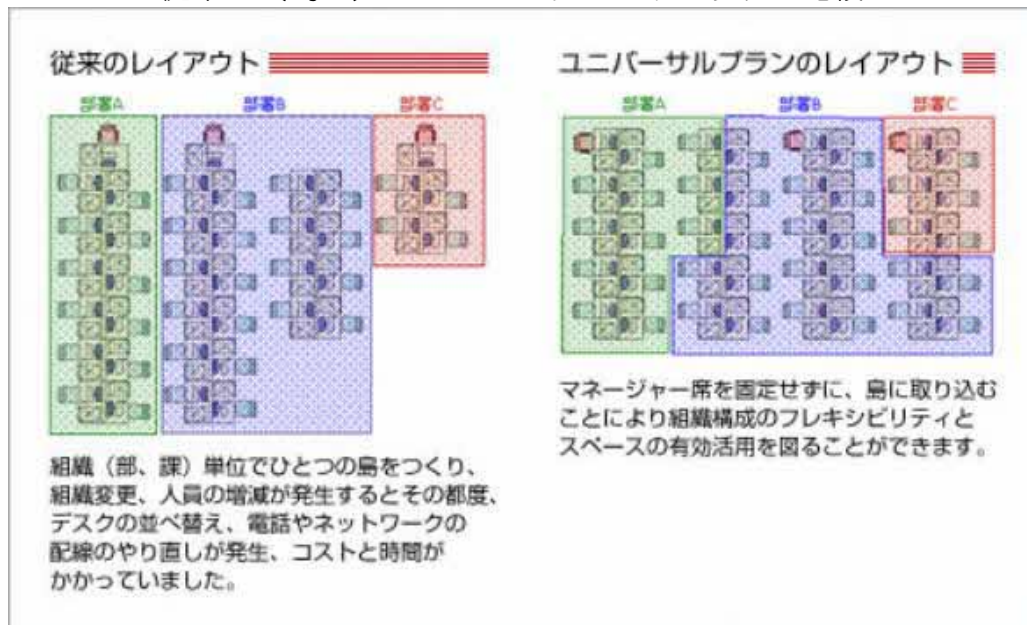 従来のレイアウト
部署A
部署B
部署C
組織（部、課）単位でひとつの島をつくり、
組織変更、人員の増減が発生するとその都度、
デスクの並べ替え、電話やネットワークの
配線のやり直しが発生、コストと時間が
かかっていました。
ユニバーサルプランのレイアウト
部署A
部署B
部署C
マネージャー席を固定せずに、島に取り込む
ことにより組織構成のフレキシビリティと
スペースの有効活用を図ることができます。